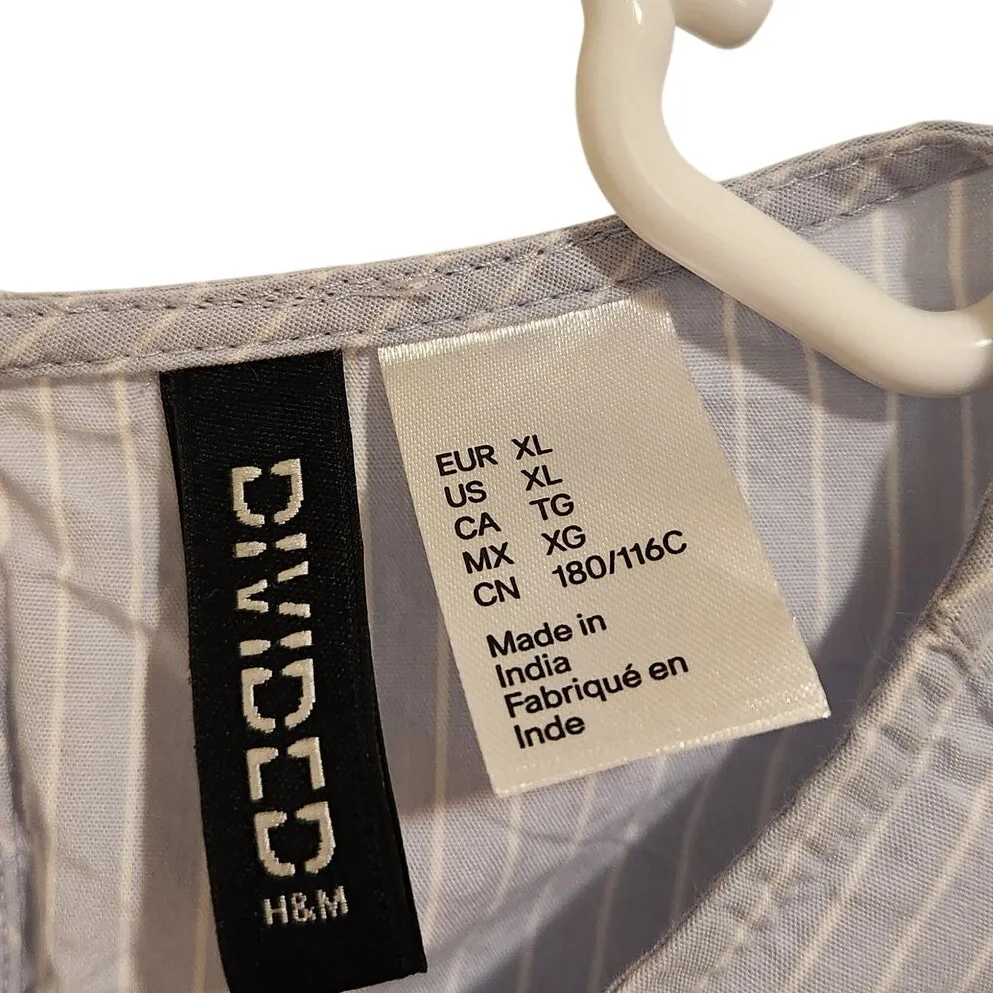 DIVIDED
H&M
EUR XL
US XL
CA TG
MX XG
CN 180/116C
Made in
India
Fabriqué en
Inde